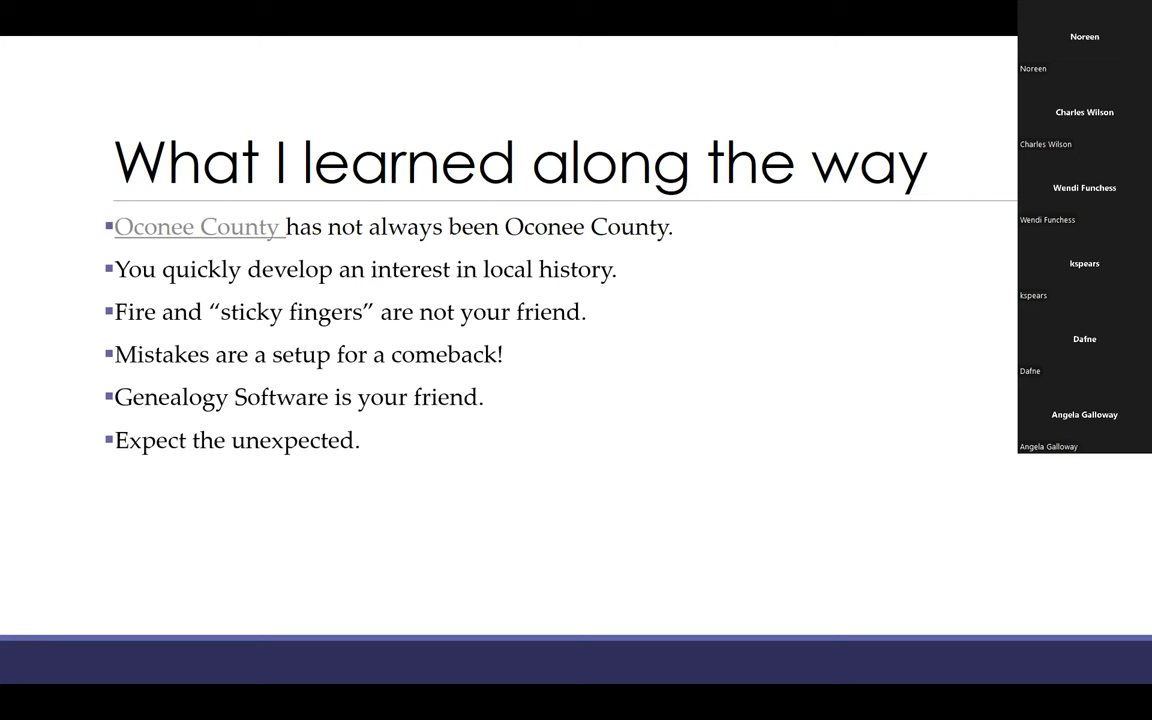 What I learned along the way
▪Oconee County has not always been Oconee County.
▪You quickly develop an interest in local history.
▪Fire and “sticky fingers” are not your friend.
▪Mistakes are a setup for a comeback!
▪Genealogy Software is your friend.
▪Expect the unexpected.
Noreen
Noreen
Charles Wilson
Charles Wilson
Wendi Funchess
Wendi Funchess
kspears
kspears
Dafne
Dafne
Angela Galloway
Angela Galloway